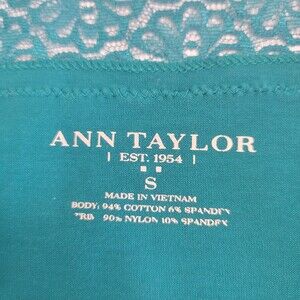 ANN TAYLOR
| EST. 1954 |
S
MADE IN VIETNAM
BODY: 94% COTTON 6% SPANDEX
90% NYLON 10% SPANDEX